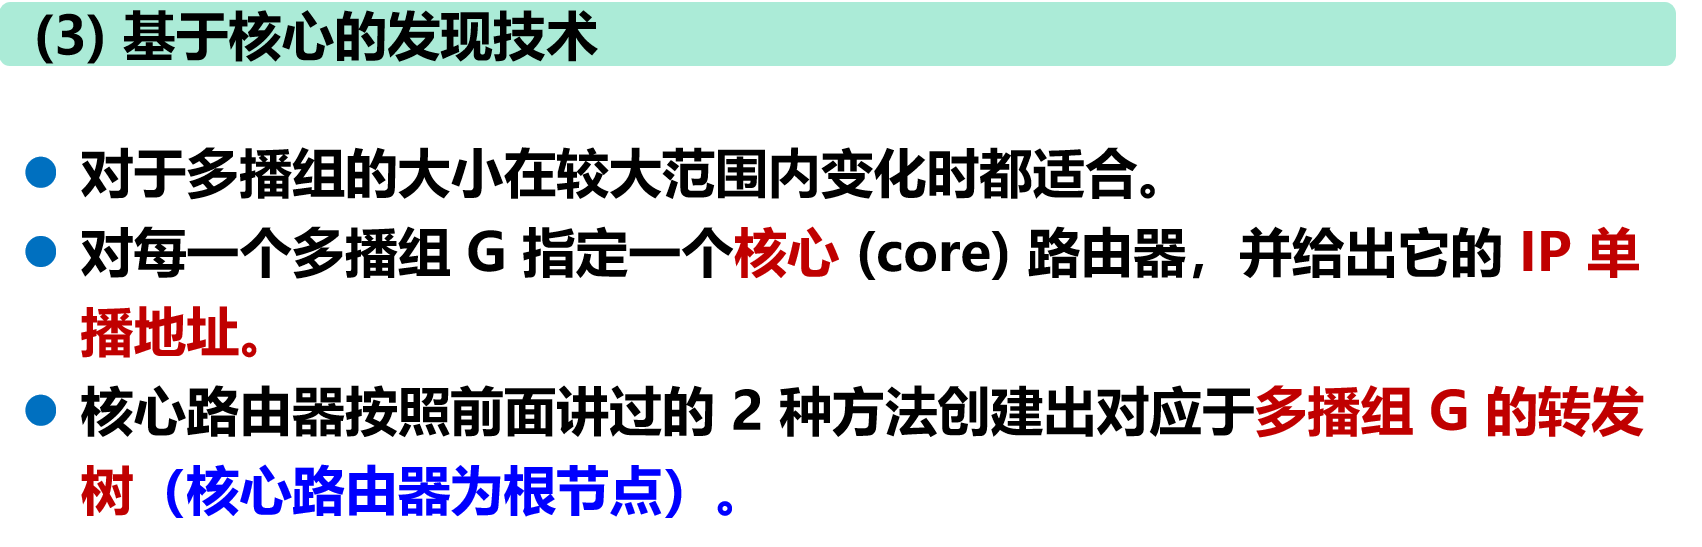 (3) 基于核心的发现技术
● 对于多播组的大小在较大范围内变化时都适合。
● 对每一个多播组 G 指定一个核心 (core) 路由器，并给出它的 IP 单
播地址。
● 核心路由器按照前面讲过的 2 种方法创建出对应于多播组 G 的转发
树（核心路由器为根节点）。